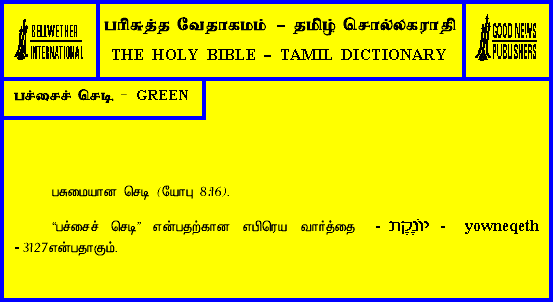 BELLWETHER
INTERNATIONAL
பரிசுத்த வேதாகமம் – தமிழ் சொல்லகராதி
THE HOLY BIBLE – TAMIL DICTIONARY
GOOD NEWS
PUBLISHERS
பச்சைச் செடி – GREEN
பசுமையான செடி (யோபு 8:16).
“பச்சைச் செடி” என்பதற்கான எபிரெய வார்த்தை - יוֹנֶקֶת - yowneqeth
- 3127என்பதாகும்.